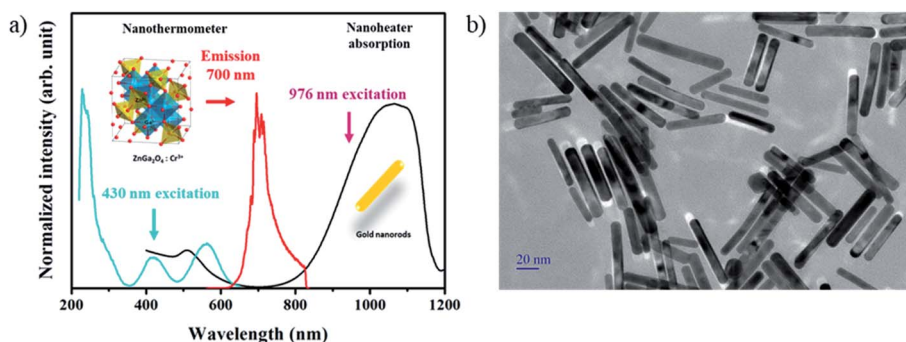 a)
Nanothermometer
Nanoheater
absorption
Emission
700 nm
976 nm excitation
ZnGa₂O₄ : Cr³⁺
430 nm excitation
Gold nanorods
Normalized intensity (arb. unit)
200 400 600 800 1000 1200
Wavelength (nm)
b)
20 nm